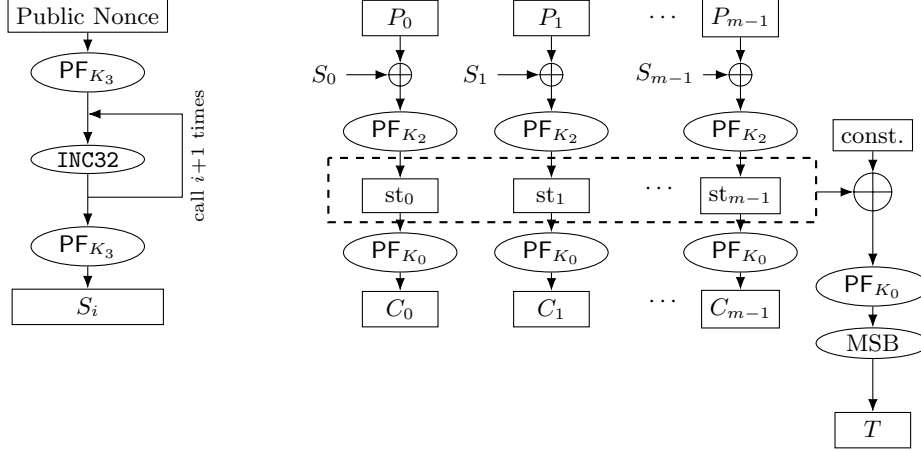 Public Nonce
PF_{K_3}
INC32
call i+1 times
PF_{K_3}
S_i
P_0 P_1 ··· P_{m−1}
S_0 S_1 S_{m−1}
PF_{K_2} PF_{K_2} PF_{K_2}
const.
st_0 st_1 ··· st_{m−1}
PF_{K_0} PF_{K_0} PF_{K_0}
PF_{K_0}
C_0 C_1 ··· C_{m−1}
MSB
T